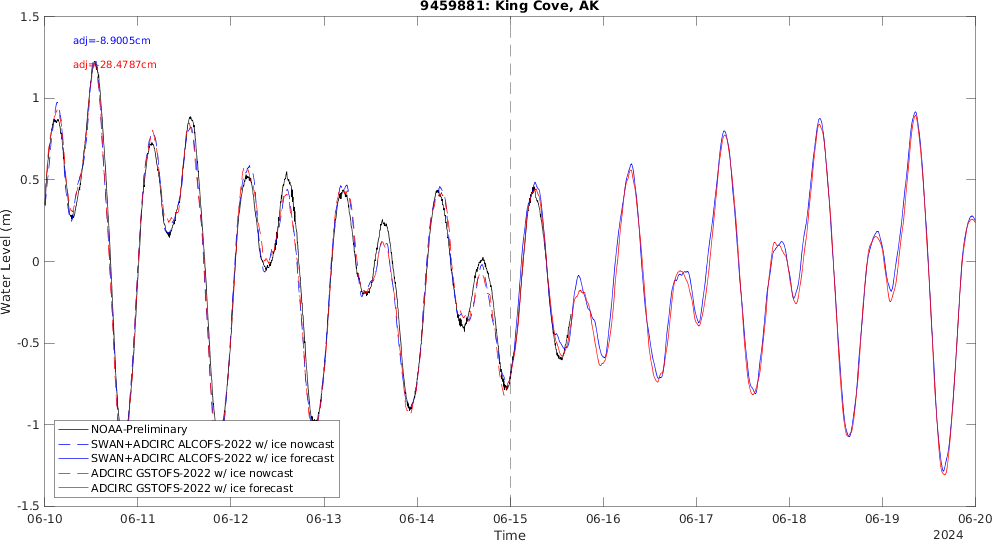 9459881: King Cove, AK
adj=-8.9005cm
adj=-28.4787cm
Water Level (m)
1.5
1
0.5
0
-0.5
-1
-1.5
NOAA-Preliminary
SWAN+ADCIRC ALCOFS-2022 w/ ice nowcast
SWAN+ADCIRC ALCOFS-2022 w/ ice forecast
ADCIRC GSTOFS-2022 w/ ice nowcast
ADCIRC GSTOFS-2022 w/ ice forecast
06-10 06-11 06-12 06-13 06-14 06-15 06-16 06-17 06-18 06-19 06-20
Time
2024